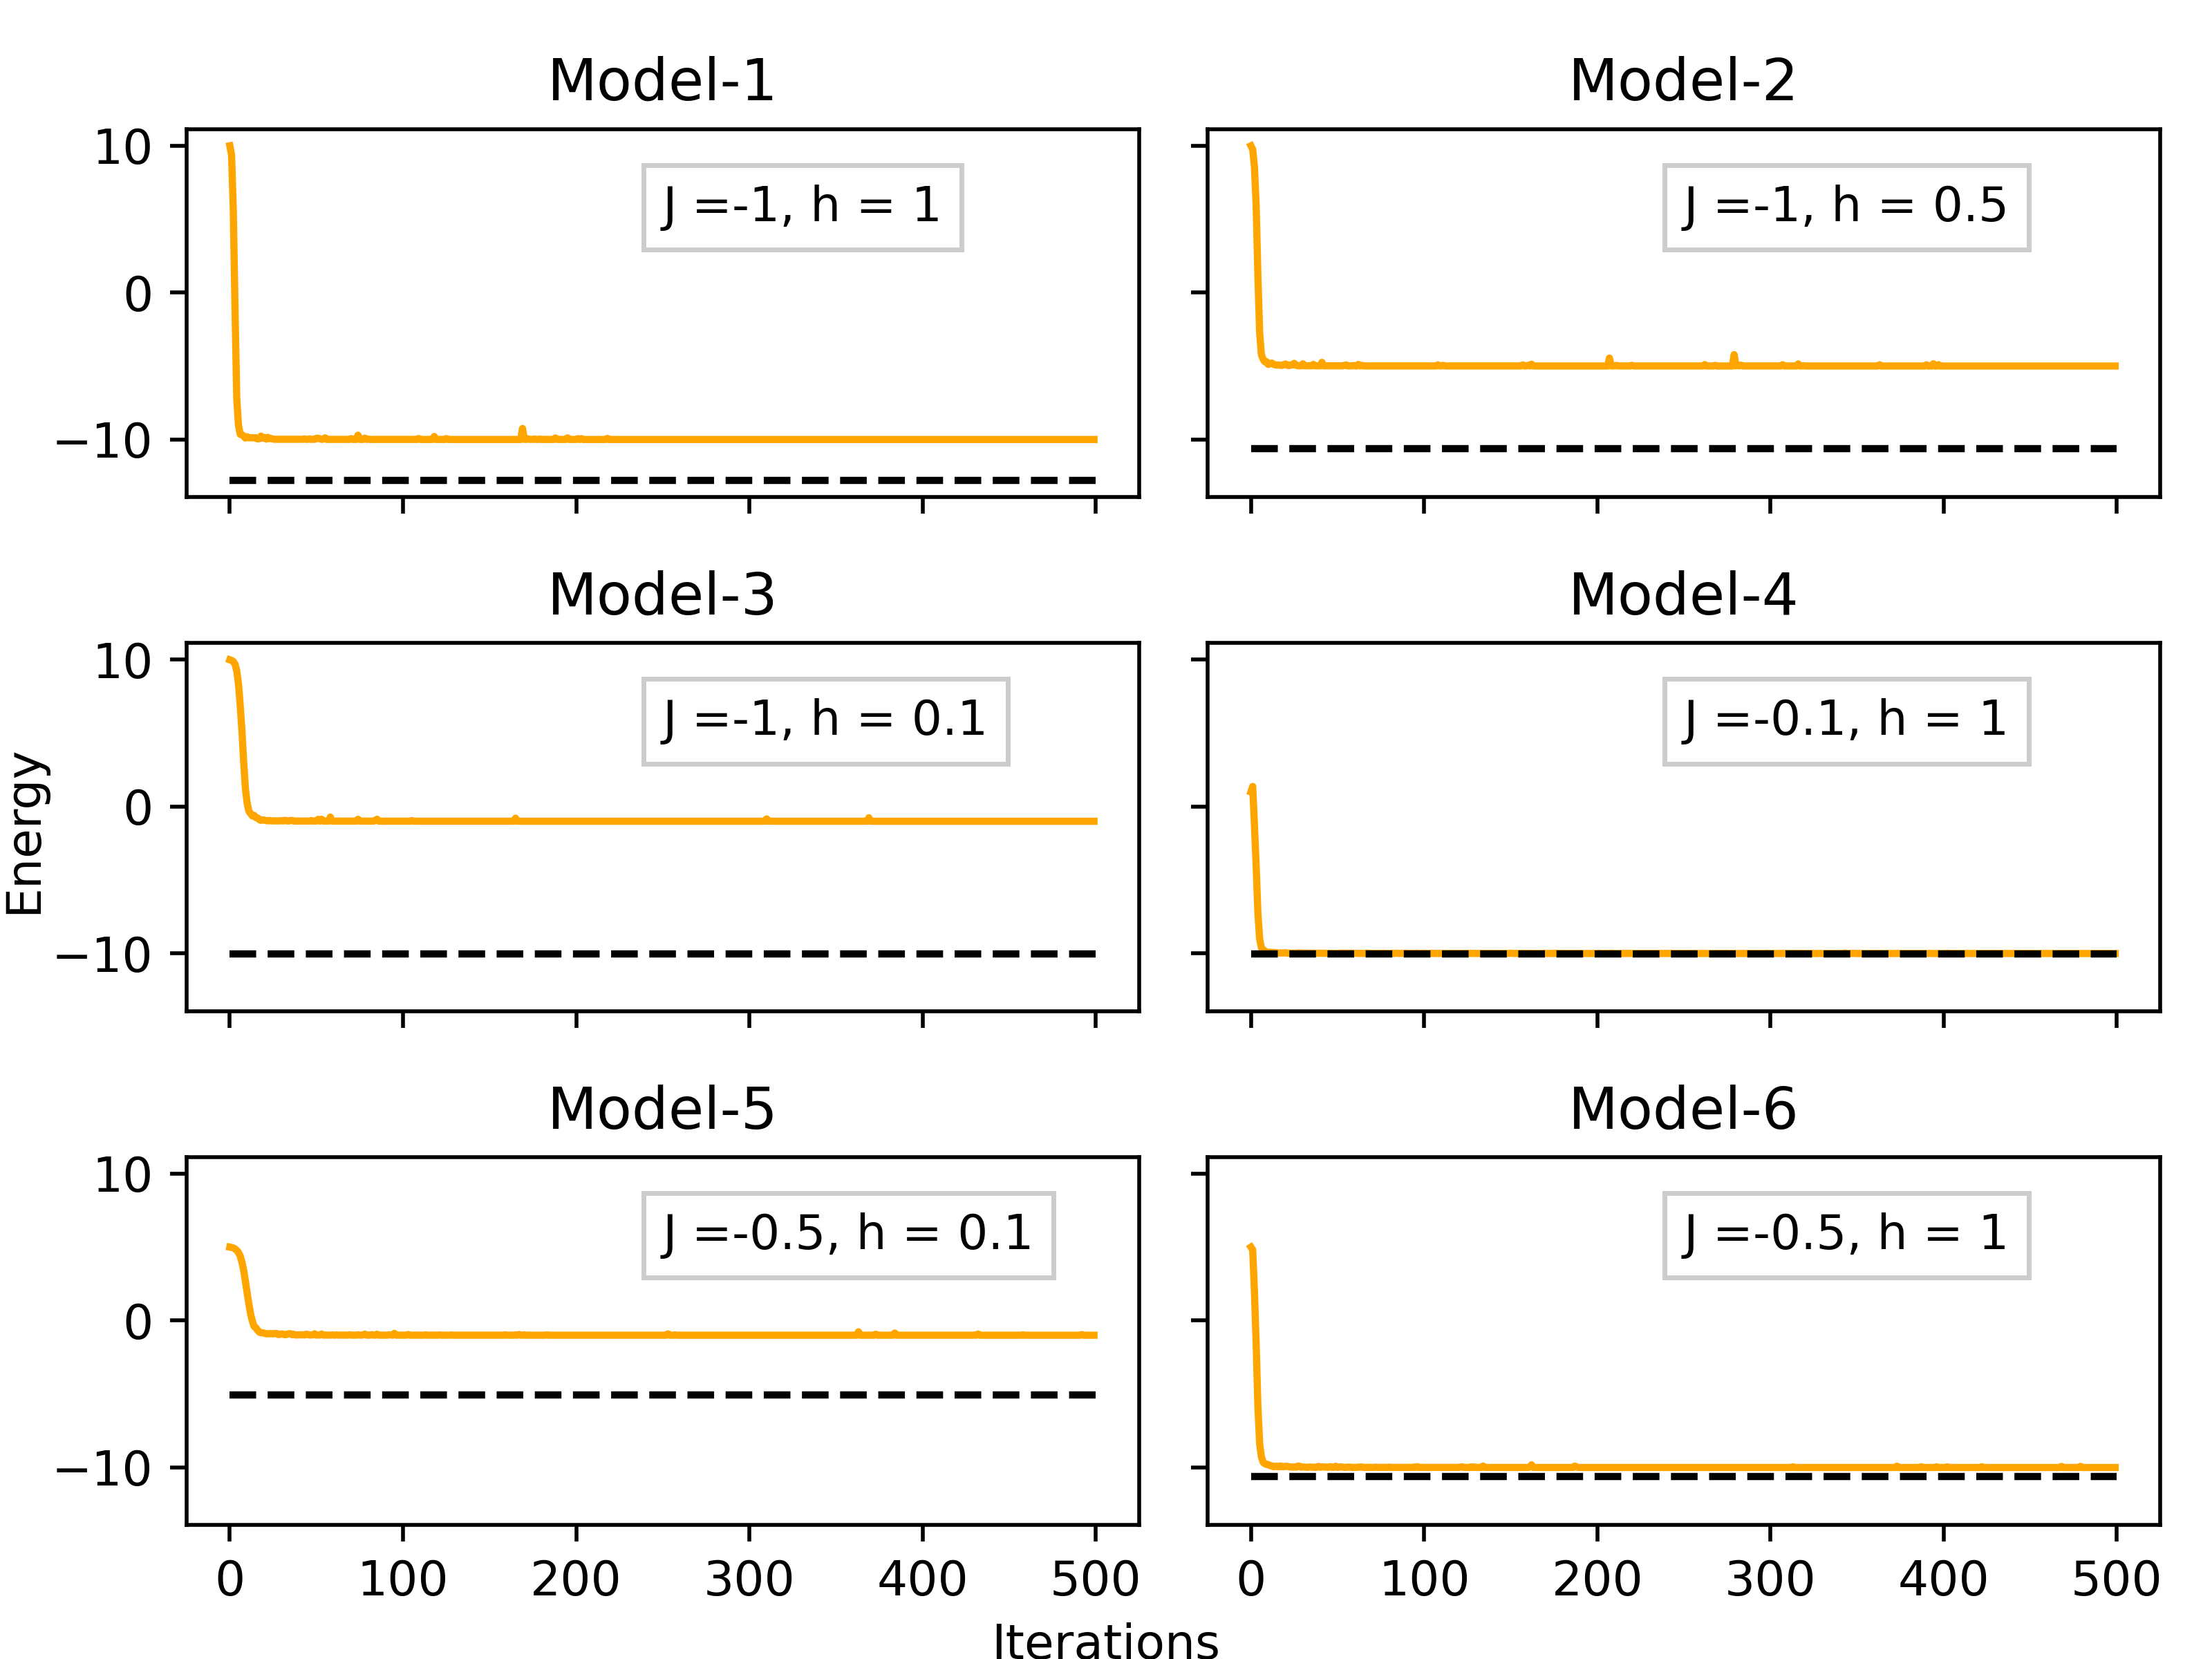 Model-1
Model-2
10
0
−10
J =-1, h = 1
J =-1, h = 0.5
Model-3
Model-4
Energy
10
0
−10
J =-1, h = 0.1
J =-0.1, h = 1
Model-5
Model-6
10
0
−10
J =-0.5, h = 0.1
J =-0.5, h = 1
0 100 200 300 400 500
0 100 200 300 400 500
Iterations